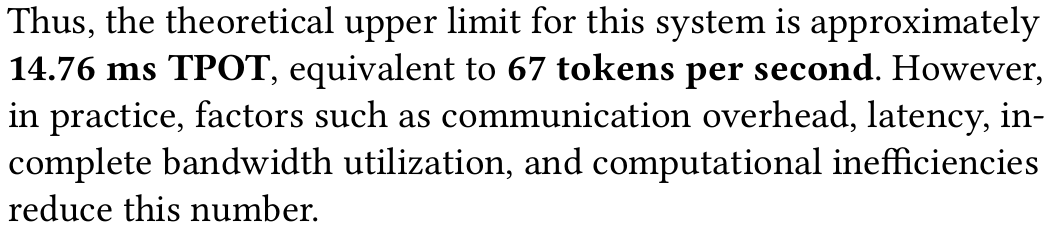 Thus, the theoretical upper limit for this system is approximately
14.76 ms TPOT, equivalent to 67 tokens per second. However,
in practice, factors such as communication overhead, latency, in-
complete bandwidth utilization, and computational inefficiencies
reduce this number.